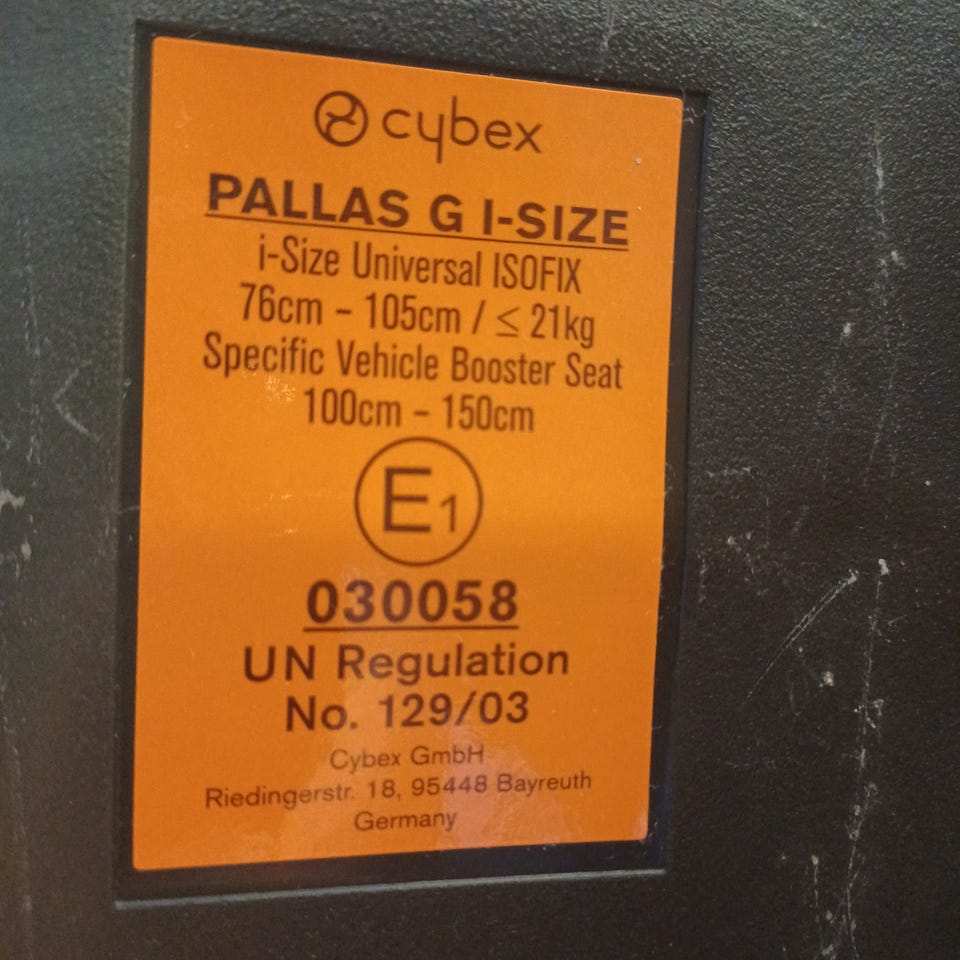 cybex
PALLAS G I-SIZE
i-Size Universal ISOFIX
76cm - 105cm / ≤ 21kg
Specific Vehicle Booster Seat
100cm - 150cm
E1
030058
UN Regulation
No. 129/03
Cybex GmbH
Riedingerstr. 18, 95448 Bayreuth
Germany